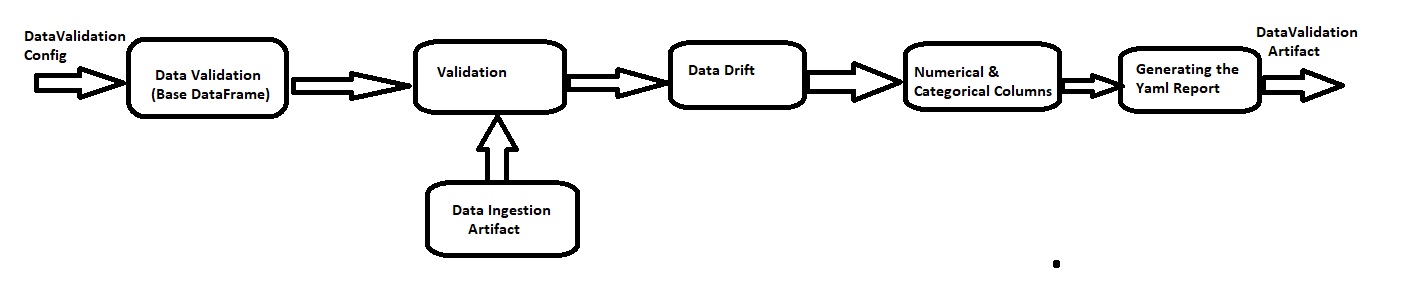 DataValidation
Config
Data Validation
(Base DataFrame)
Validation
Data Ingestion
Artifact
Data Drift
Numerical &
Categorical Columns
Generating the
Yaml Report
DataValidation
Artifact